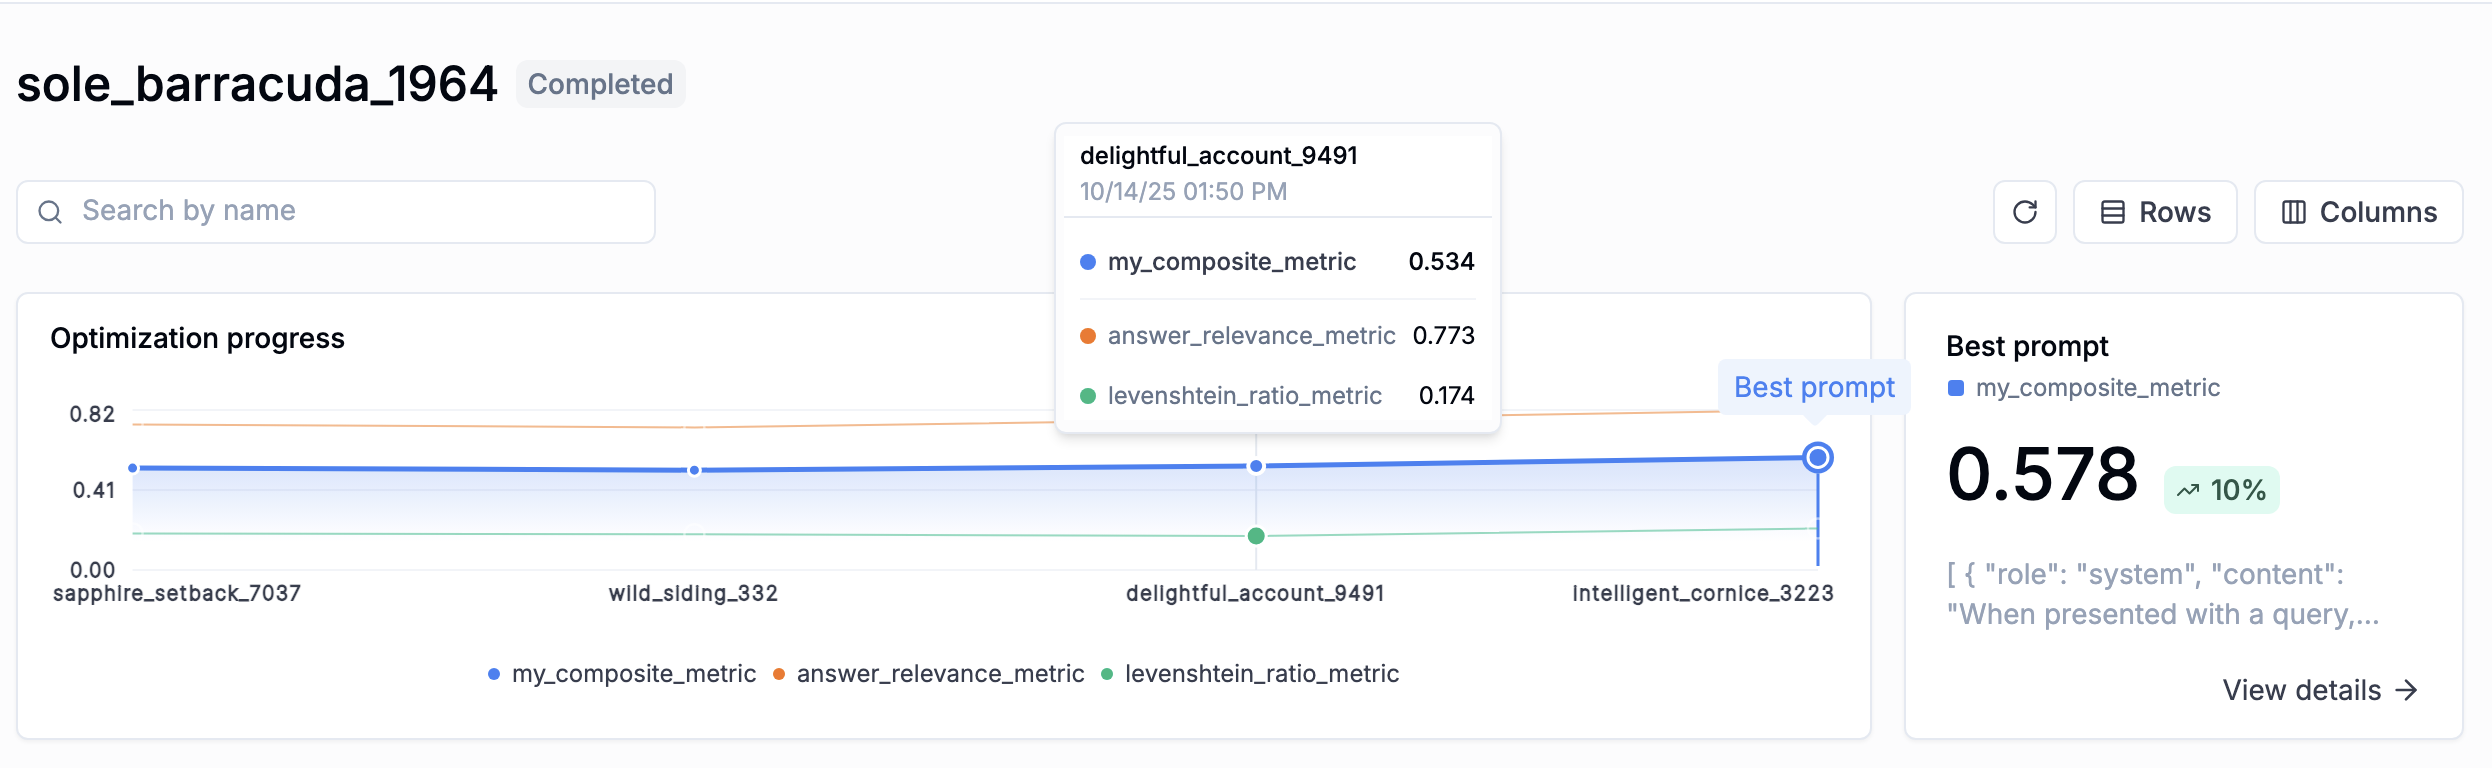 sole_barracuda_1964 Completed
Search by name
Rows
Columns
delightful_account_9491
10/14/25 01:50 PM
my_composite_metric 0.534
answer_relevance_metric 0.773
levenshtein_ratio_metric 0.174
Optimization progress
Best prompt
0.82
0.41
0.00
sapphire_setback_7037 wild_siding_332 delightful_account_9491 intelligent_cornice_3223
my_composite_metric answer_relevance_metric levenshtein_ratio_metric
Best prompt
my_composite_metric
0.578 10%
[ { "role": "system", "content":
"When presented with a query,...
View details